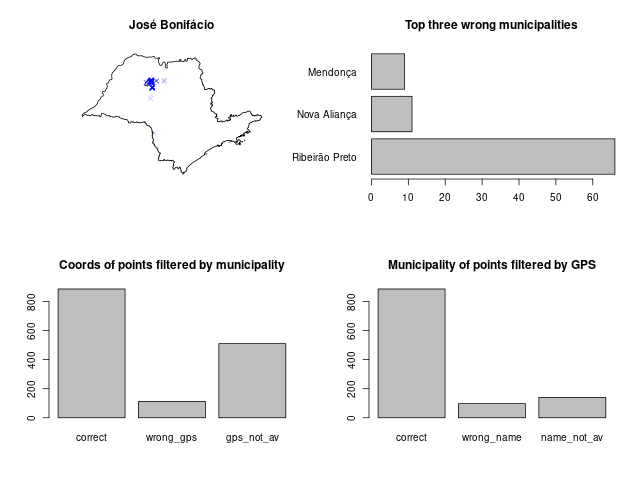 José Bonifácio
Top three wrong municipalities
Mendonça
Nova Aliança
Ribeirão Preto
0 10 20 30 40 50 60
Coords of points filtered by municipality
800
600
400
200
0
correct wrong_gps gps_not_av
Municipality of points filtered by GPS
800
600
400
200
0
correct wrong_name name_not_av